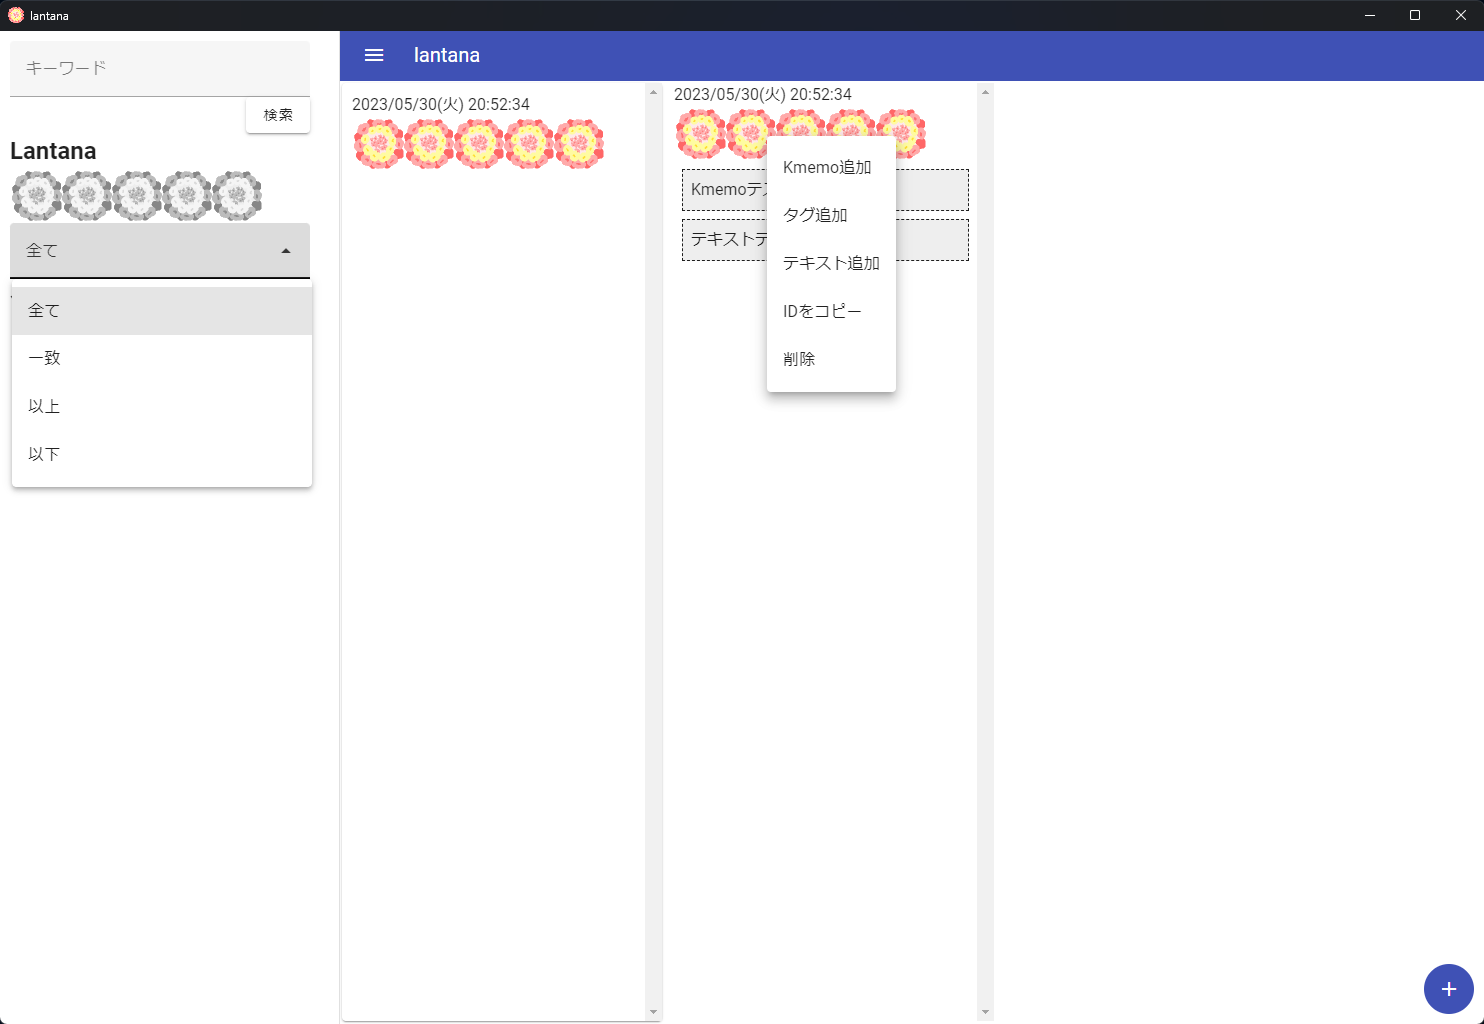 lantana
キーワード
検索
Lantana
全て
全て
一致
以上
以下
lantana
2023/05/30(火) 20:52:34
2023/05/30(火) 20:52:34
Kmemoテ
テキストテ
Kmemo追加
タグ追加
テキスト追加
IDをコピー
削除